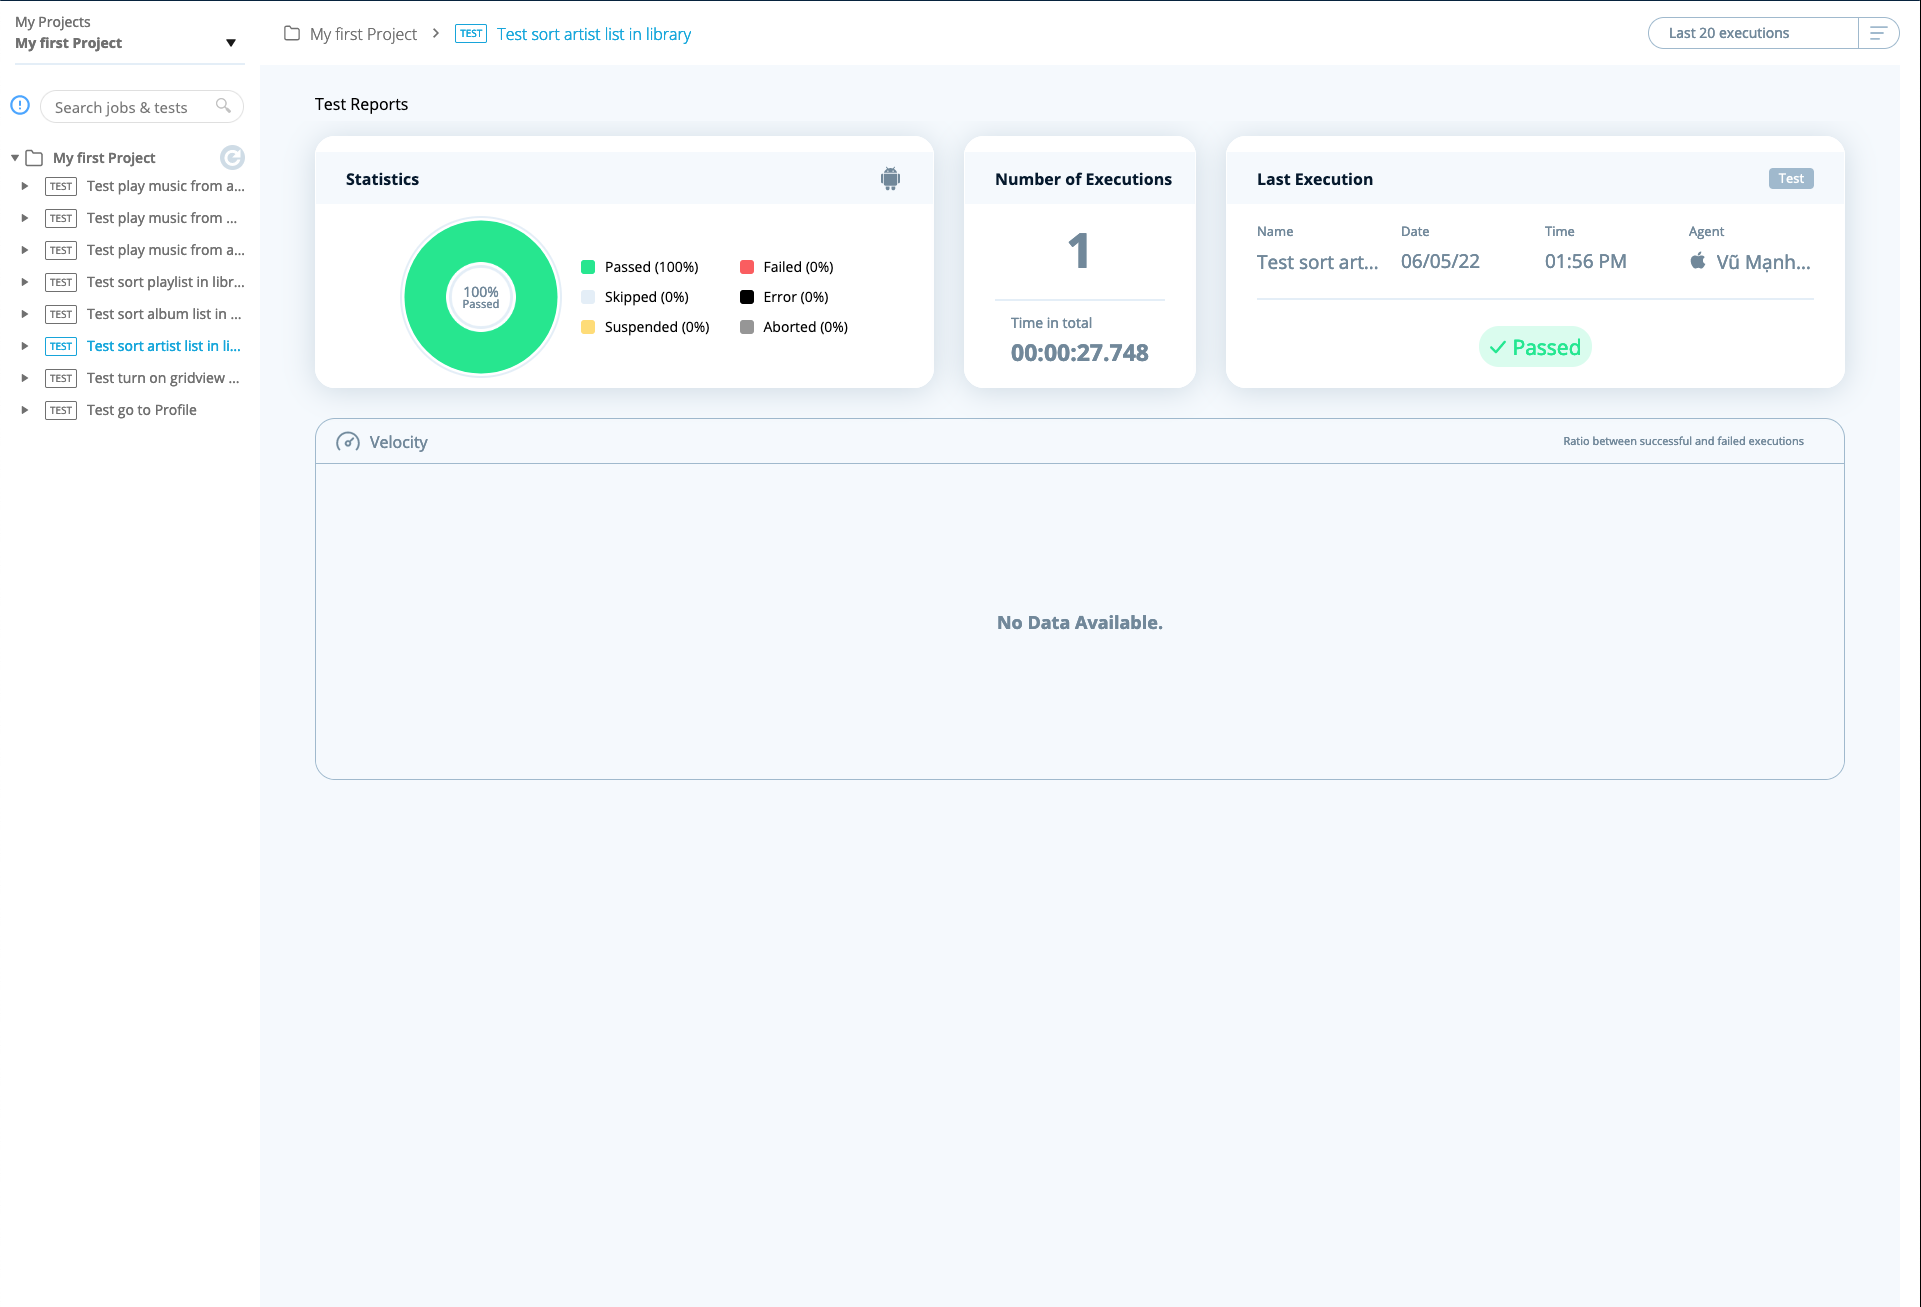 My Projects
My first Project
Search jobs & tests
My first Project
TEST Test play music from a...
TEST Test play music from ...
TEST Test play music from a...
TEST Test sort playlist in libr...
TEST Test sort album list in ...
TEST Test sort artist list in li...
TEST Test turn on gridview ...
TEST Test go to Profile
My first Project > TEST Test sort artist list in library
Last 20 executions
Test Reports
Statistics
100%
Passed
Passed (100%)
Failed (0%)
Skipped (0%)
Error (0%)
Suspended (0%)
Aborted (0%)
Number of Executions
1
Time in total
00:00:27.748
Last Execution
Test
Name Date Time Agent
Test sort art... 06/05/22 01:56 PM Vũ Mạnh...
Passed
Velocity
Ratio between successful and failed executions
No Data Available.